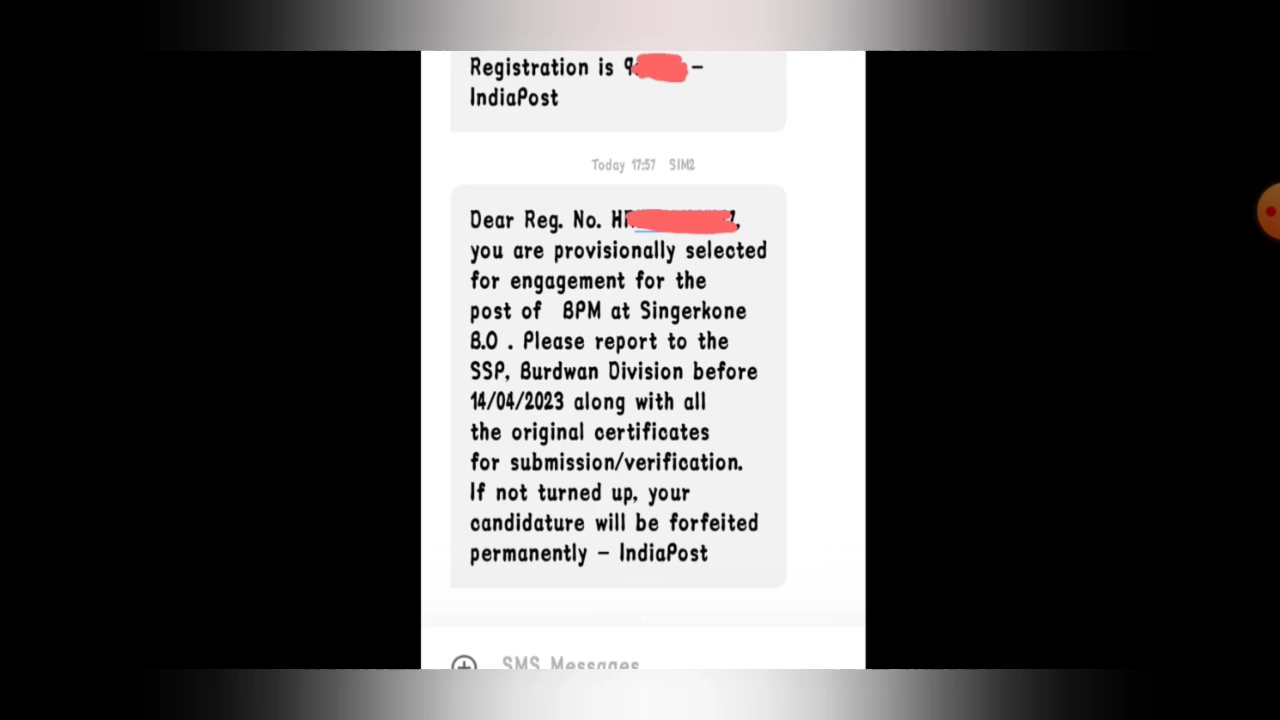 Registration is 9 –
IndiaPost
Today 17:57 SIM2
Dear Reg. No.
you are provisionally selected
for engagement for the
post of BPM at Singerkone
B.O . Please report to the
SSP, Burdwan Division before
14/04/2023 along with all
the original certificates
for submission/verification.
If not turned up, your
candidature will be forfeited
permanently – IndiaPost
SMS Messages